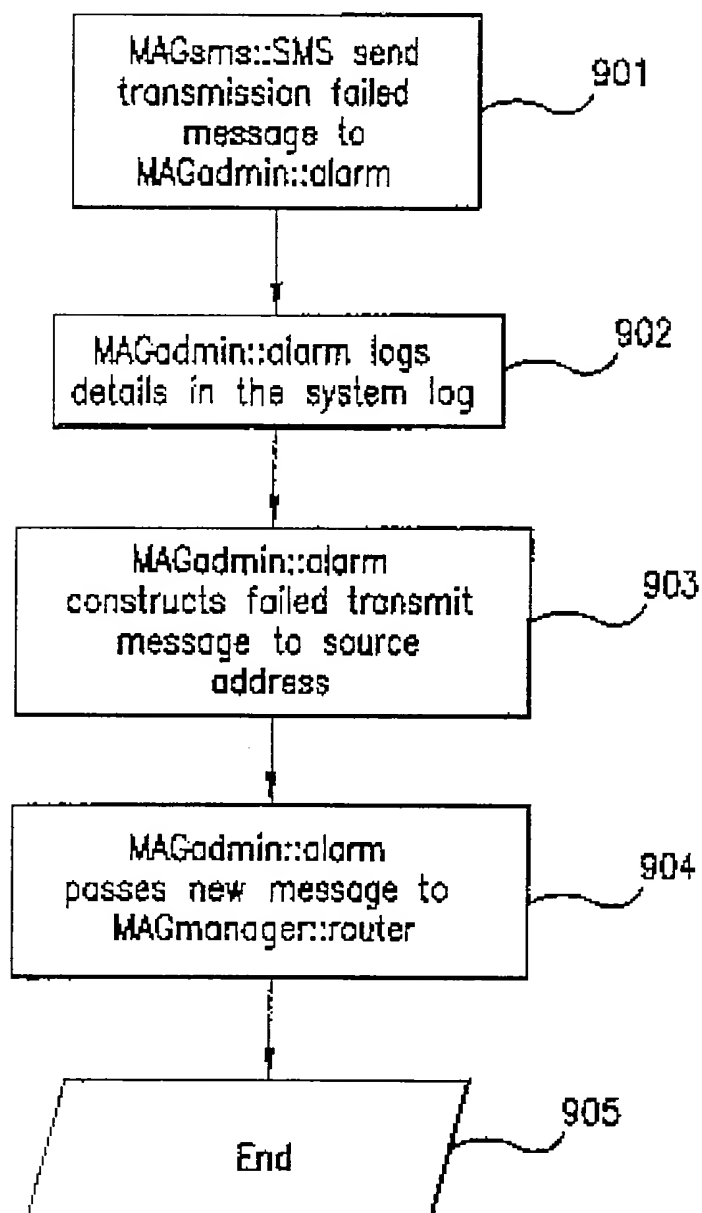 MAGsms::SMS send
transmission failed
message to
MAGadmin::alarm
901
MAGadmin::alarm logs
details in the system log
902
MAGadmin::alarm
constructs failed transmit
message to source
address
903
MAGadmin::alarm
passes new message to
MAGmanager::router
904
End
905